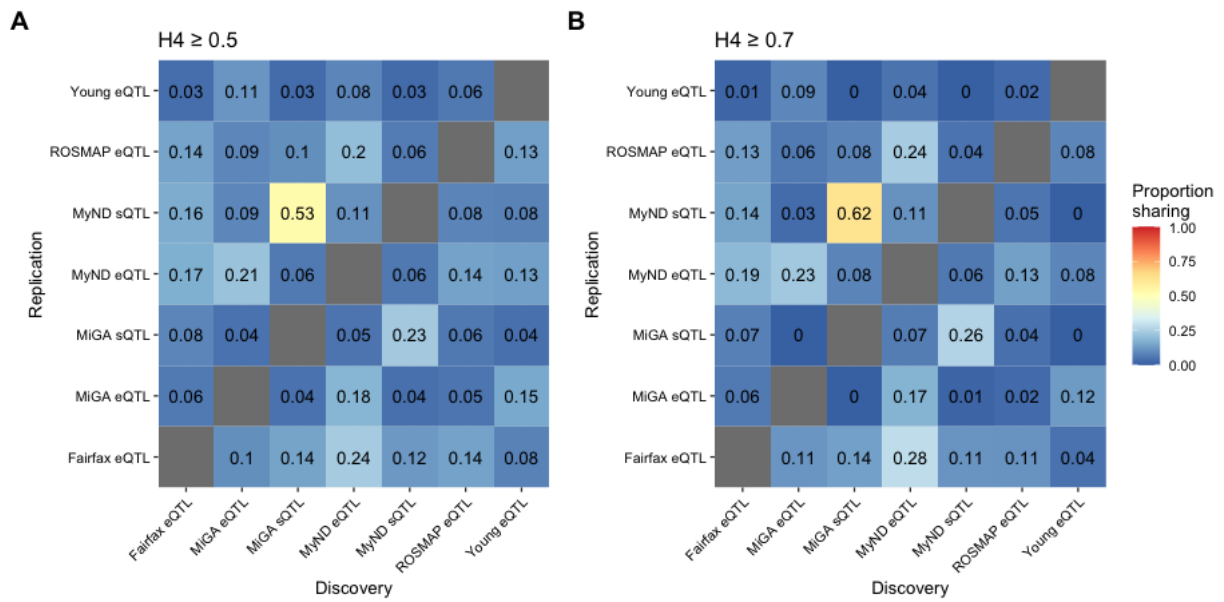 A
H4 ≥ 0.5
Replication
Young eQTL 0.03 0.11 0.03 0.08 0.03 0.06
ROSMAP eQTL 0.14 0.09 0.1 0.2 0.06 0.13
MyND sQTL 0.16 0.09 0.53 0.11 0.08 0.08
MyND eQTL 0.17 0.21 0.06 0.06 0.14 0.13
MiGA sQTL 0.08 0.04 0.05 0.23 0.06 0.04
MiGA eQTL 0.06 0.04 0.18 0.04 0.05 0.15
Fairfax eQTL 0.1 0.14 0.24 0.12 0.14 0.08
Fairfax eQTL MiGA eQTL MiGA sQTL MyND eQTL MyND sQTL ROSMAP eQTL Young eQTL
Discovery
B
H4 ≥ 0.7
Replication
Young eQTL 0.01 0.09 0 0.04 0 0.02
ROSMAP eQTL 0.13 0.06 0.08 0.24 0.04 0.08
MyND sQTL 0.14 0.03 0.62 0.11 0.05 0
MyND eQTL 0.19 0.23 0.08 0.06 0.13 0.08
MiGA sQTL 0.07 0 0.07 0.26 0.04 0
MiGA eQTL 0.06 0 0.17 0.01 0.02 0.12
Fairfax eQTL 0.11 0.14 0.28 0.11 0.11 0.04
Fairfax eQTL MiGA eQTL MiGA sQTL MyND eQTL MyND sQTL ROSMAP eQTL Young eQTL
Discovery
Proportion
sharing
1.00
0.75
0.50
0.25
0.00